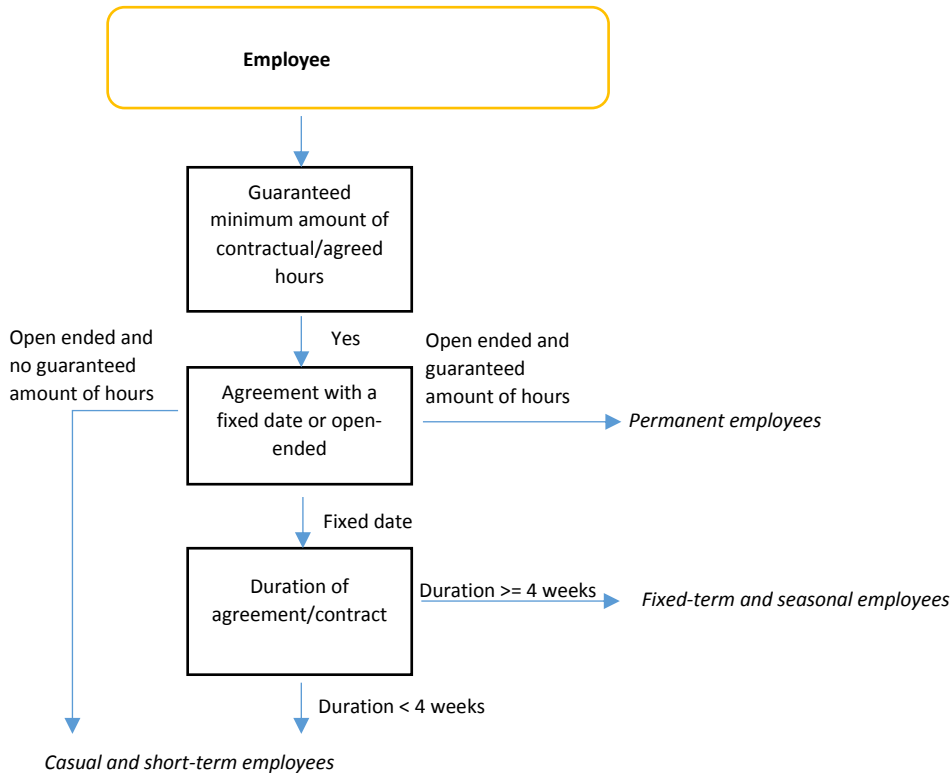 Employee
Guaranteed
minimum amount of
contractual/agreed
hours
Open ended and
no guaranteed
amount of hours
Yes
Open ended and
guaranteed
amount of hours
Agreement with a
fixed date or open-
ended
Permanent employees
Fixed date
Duration of
agreement/contract
Duration >= 4 weeks
Fixed-term and seasonal employees
Duration < 4 weeks
Casual and short-term employees